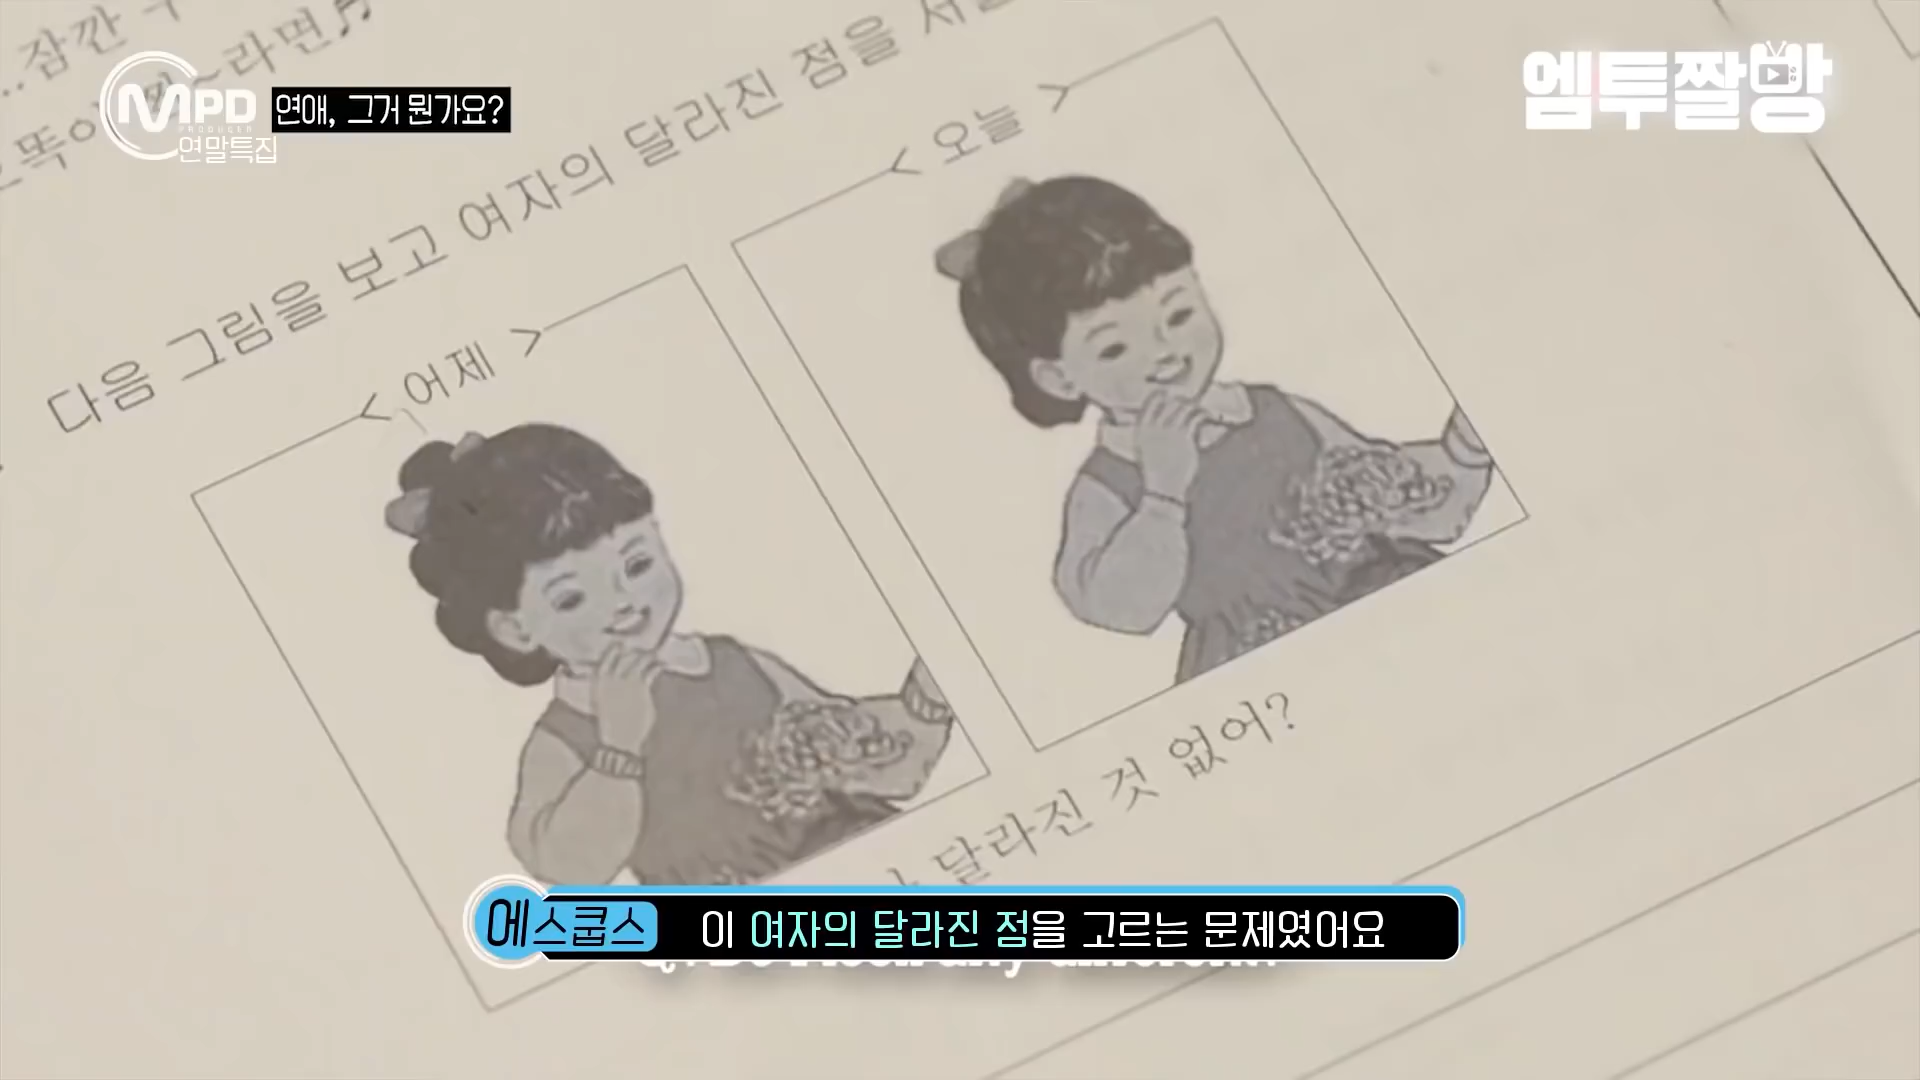 MPD
PRODUCER
연말특집
연애, 그거 뭔가요?
엠투짤방
잠깐
라면♬
다음 그림을 보고 여자의 달라진 점을
< 어제 >
< 오늘 >
달라진 것 없어?
에스쿱스
이 여자의 달라진 점을 고르는 문제였어요